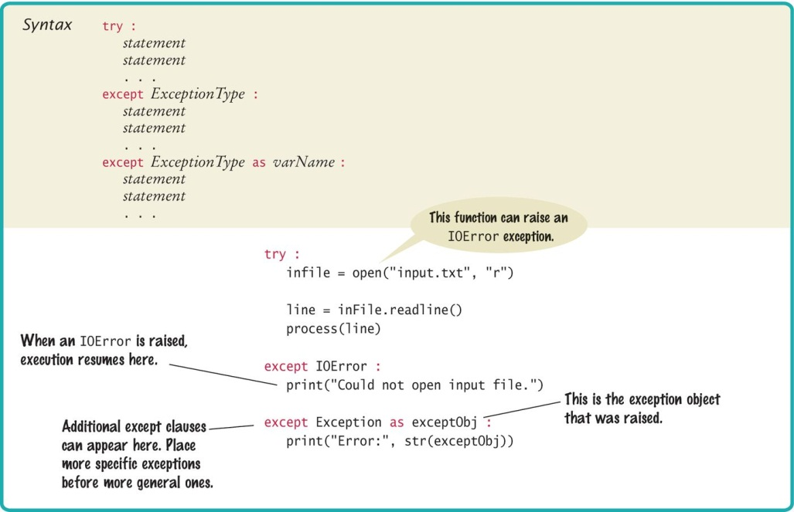 Syntax
try :
statement
statement
. . .
except ExceptionType :
statement
statement
. . .
except ExceptionType as varName :
statement
statement
. . .
This function can raise an
IOError exception.
try :
infile = open("input.txt", "r")
line = inFile.readline()
process(line)
When an IOError is raised,
execution resumes here.
except IOError :
print("Could not open input file.")
This is the exception object
that was raised.
Additional except clauses
can appear here. Place
more specific exceptions
before more general ones.
except Exception as exceptObj :
print("Error:", str(exceptObj))